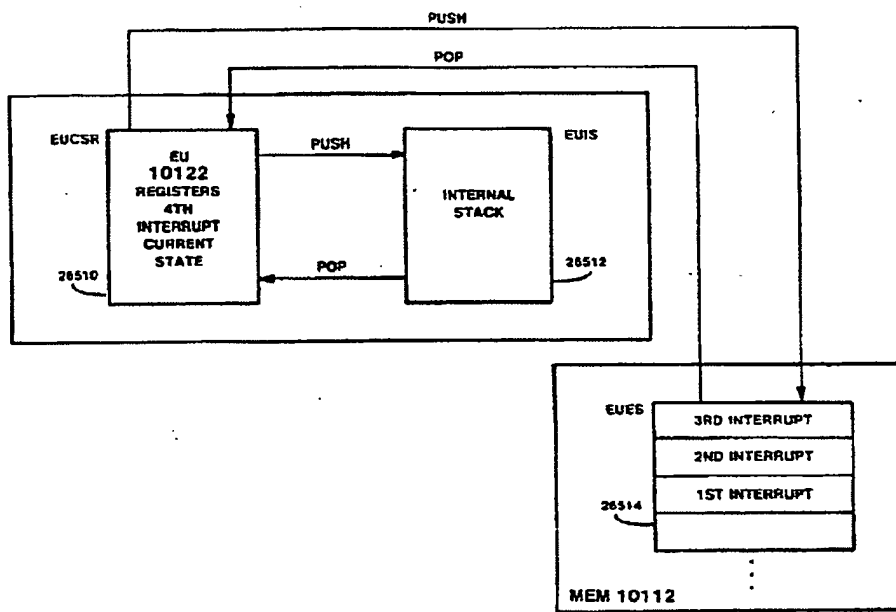 PUSH
POP
EUCSR
EU
10122
REGISTERS
4TH
INTERRUPT
CURRENT
STATE
26510
PUSH
POP
EUIS
INTERNAL
STACK
26512
EUES
3RD INTERRUPT
2ND INTERRUPT
1ST INTERRUPT
26514
MEM 10112